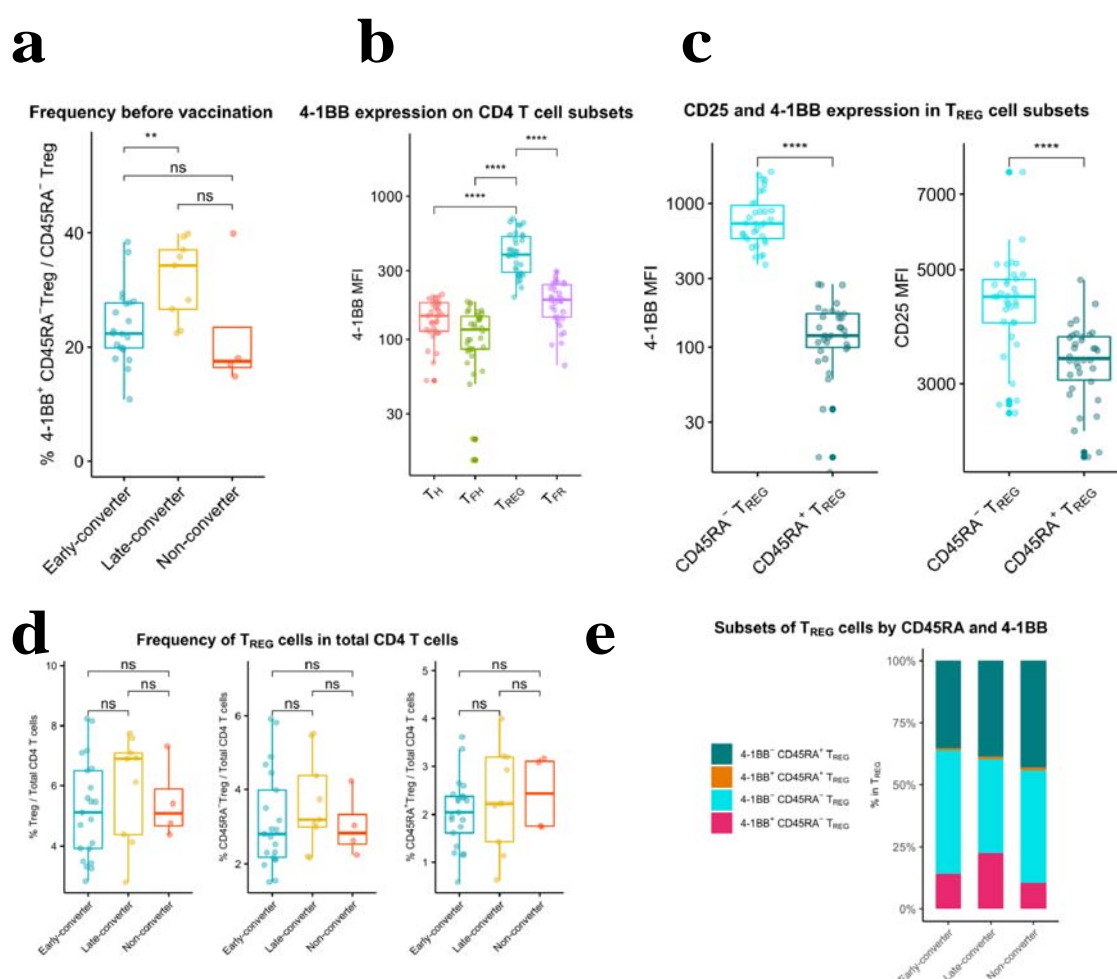 a
b
c
Frequency before vaccination
4-1BB expression on CD4 T cell subsets
CD25 and 4-1BB expression in TREG cell subsets
% 4-1BB+ CD45RA- Treg / CD45RA- Treg
40
20
0
**
ns
ns
Early-converter
Late-converter
Non-converter
4-1BB MFI
1000
300
100
30
****
****
****
TH
TFH
TREG
TFR
4-1BB MFI
1000
300
100
30
****
CD45RA- TREG
CD45RA+ TREG
CD25 MFI
7000
5000
3000
****
CD45RA- TREG
CD45RA+ TREG
d
Frequency of TREG cells in total CD4 T cells
% Treg / Total CD4 T cells
10
8
6
4
ns
ns
ns
Early-converter
Late-converter
Non-converter
% CD45RA-Treg / Total CD4 T cells
6
4
2
ns
ns
ns
Early-converter
Late-converter
Non-converter
% CD45RA+Treg / Total CD4 T cells
5
4
3
2
1
ns
ns
ns
Early-converter
Late-converter
Non-converter
e
Subsets of TREG cells by CD45RA and 4-1BB
4-1BB- CD45RA+ TREG
4-1BB+ CD45RA+ TREG
4-1BB- CD45RA- TREG
4-1BB+ CD45RA- TREG
% in TREG
100%
75%
50%
25%
0%
Early-converter
Late-converter
Non-converter